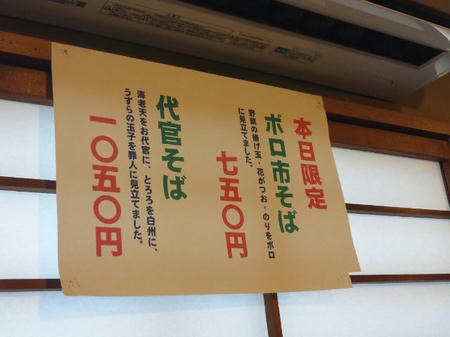 本日限定
ボロ市そば
野菜の揚げ玉・花がつお・のりをボロ
に見立てました。
七五〇円
代官そば
海老天をお代官に、とろろを白州に、
うずらの玉子を罪人に見立てました。
一〇五〇円